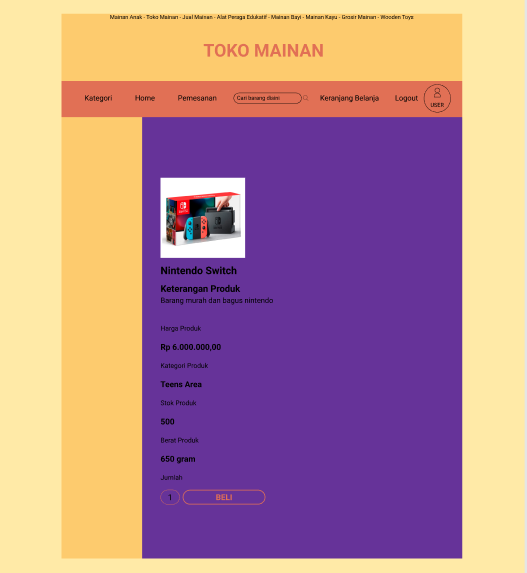 Mainan Anak - Toko Mainan - Jual Mainan - Alat Peraga Edukatif - Mainan Bayi - Mainan Kayu - Grosir Mainan - Wooden Toys
TOKO MAINAN
Kategori Home Pemesanan Cari barang disini Keranjang Belanja Logout USER
Nintendo Switch
Keterangan Produk
Barang murah dan bagus nintendo
Harga Produk
Rp 6.000.000,00
Kategori Produk
Teens Area
Stok Produk
500
Berat Produk
650 gram
Jumlah
1 BELI